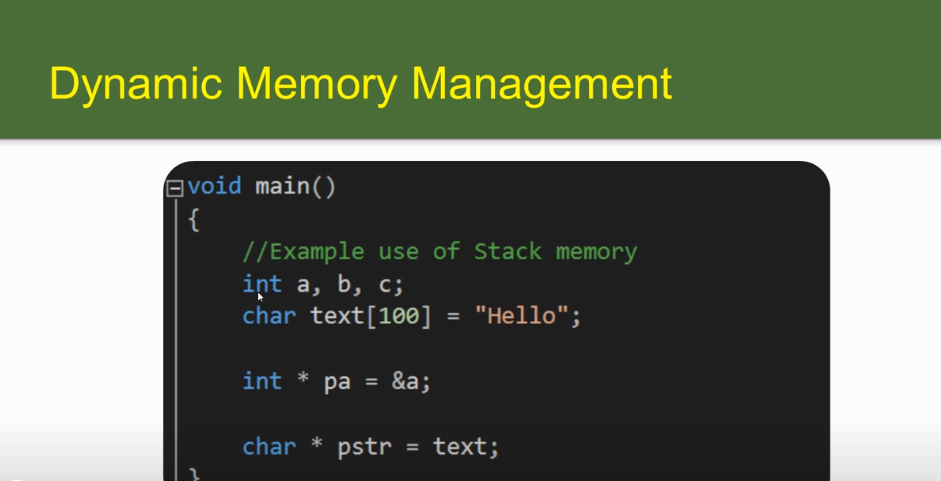 Dynamic Memory Management
void main()
{
//Example use of Stack memory
int a, b, c;
char text[100] = "Hello";
int * pa = &a;
char * pstr = text;
}